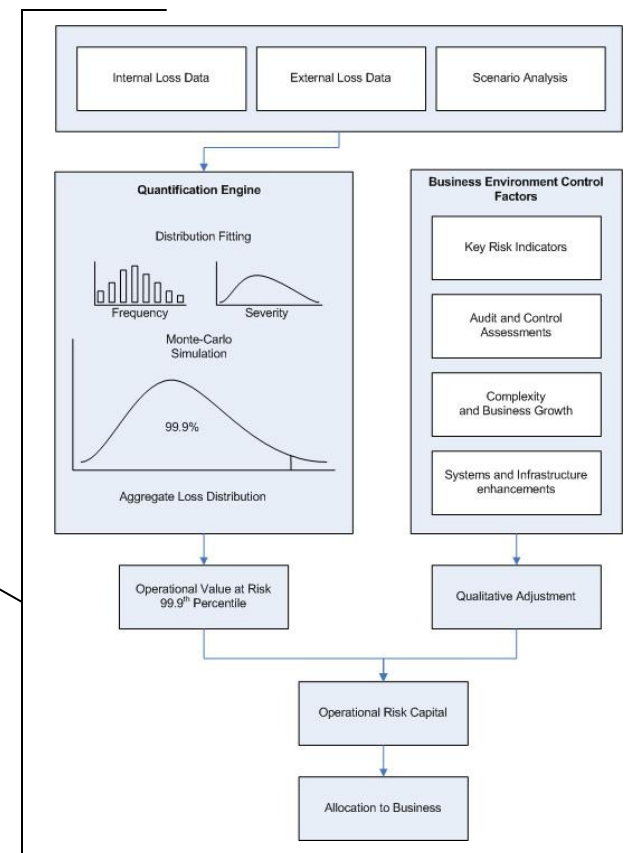 Internal Loss Data
External Loss Data
Scenario Analysis
Quantification Engine
Distribution Fitting
Frequency
Severity
Monte-Carlo
Simulation
99.9%
Aggregate Loss Distribution
Business Environment Control
Factors
Key Risk Indicators
Audit and Control
Assessments
Complexity
and Business Growth
Systems and Infrastructure
enhancements
Operational Value at Risk
99.9th Percentile
Qualitative Adjustment
Operational Risk Capital
Allocation to Business